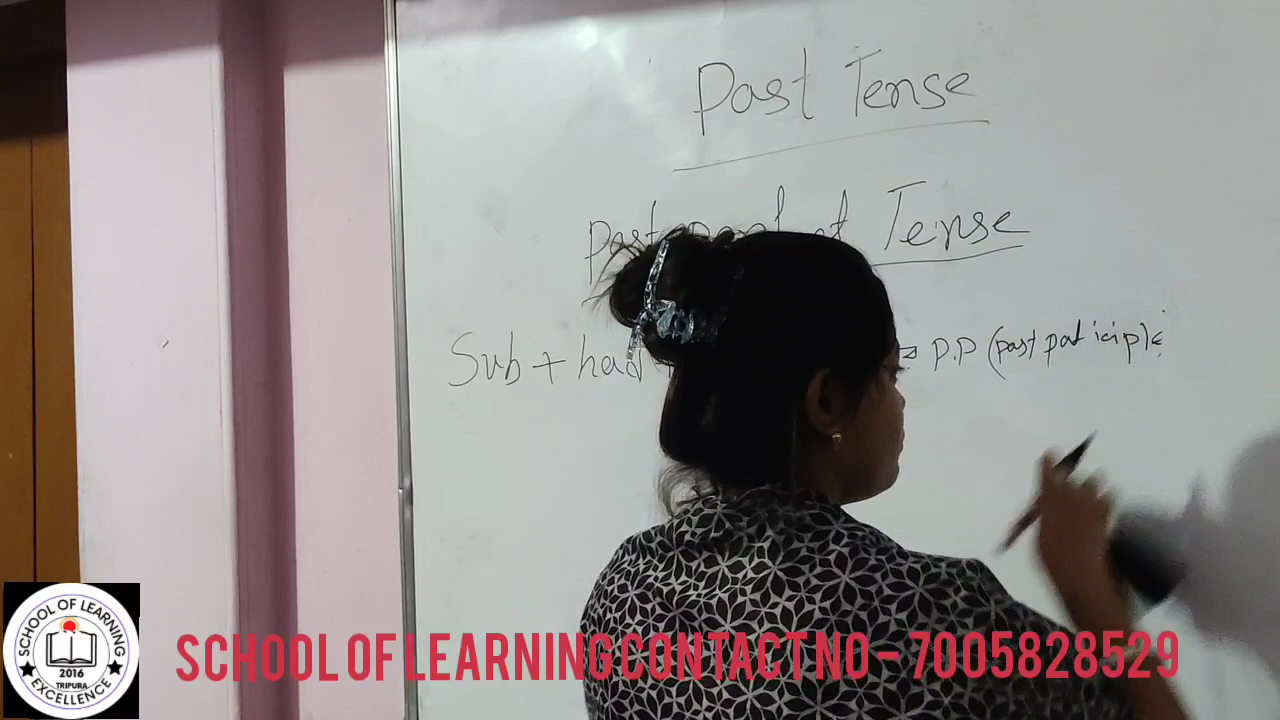 Past Tense
Past Tense
Sub + had P.P (past participle
SCHOOL OF LEARNING
2016
TRIPURA
EXCELLENCE
SCHOOL OF LEARNING CONTACT NO - 7005828529